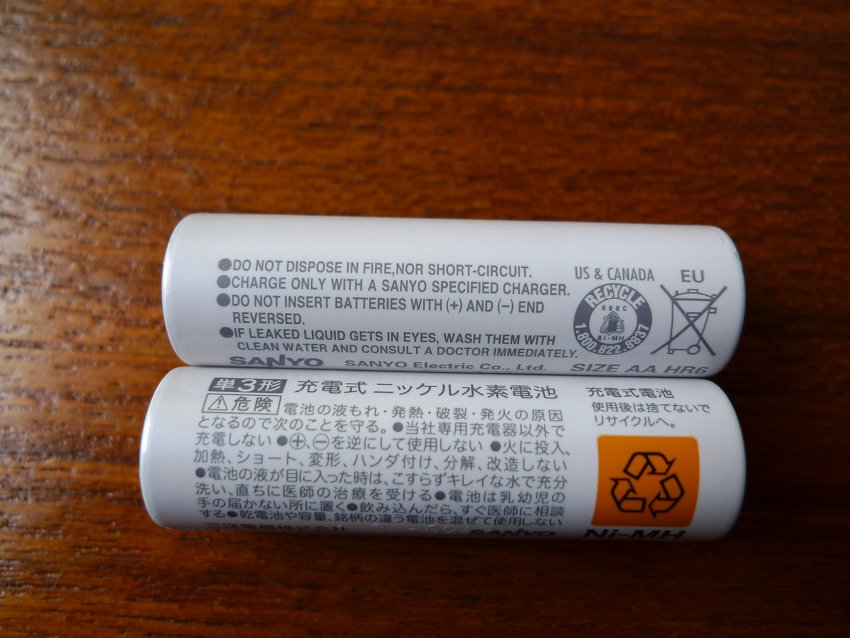 ●DO NOT DISPOSE IN FIRE,NOR SHORT-CIRCUIT.
●CHARGE ONLY WITH A SANYO SPECIFIED CHARGER.
●DO NOT INSERT BATTERIES WITH (+) AND (−) END
REVERSED.
●IF LEAKED LIQUID GETS IN EYES, WASH THEM WITH
CLEAN WATER AND CONSULT A DOCTOR IMMEDIATELY.
SANYO SANYO Electric Co., Ltd.
US & CANADA
RECYCLE
RBRC
Ni-MH
1.800.822.8837
EU
SIZE AA HR6
単3形 充電式 ニッケル水素電池
⚠危険 電池の液もれ・発熱・破裂・発火の原因
となるので次のことを守る。●当社専用充電器以外で
充電しない ●⊕,⊖を逆にして使用しない ●火に投入、
加熱、ショート、変形、ハンダ付け、分解、改造しない
●電池の液が目に入った時は、こすらずキレイな水で充分
洗い、直ちに医師の治療を受ける●電池は乳幼児の
手の届かない所に置く●飲み込んだら、すぐ医師に相談
する●乾電池や容量、銘柄の違う電池を混ぜて使用しない
三洋電機株式会社 SANYO
充電式電池
使用後は捨てないで
リサイクルへ。
Ni-MH